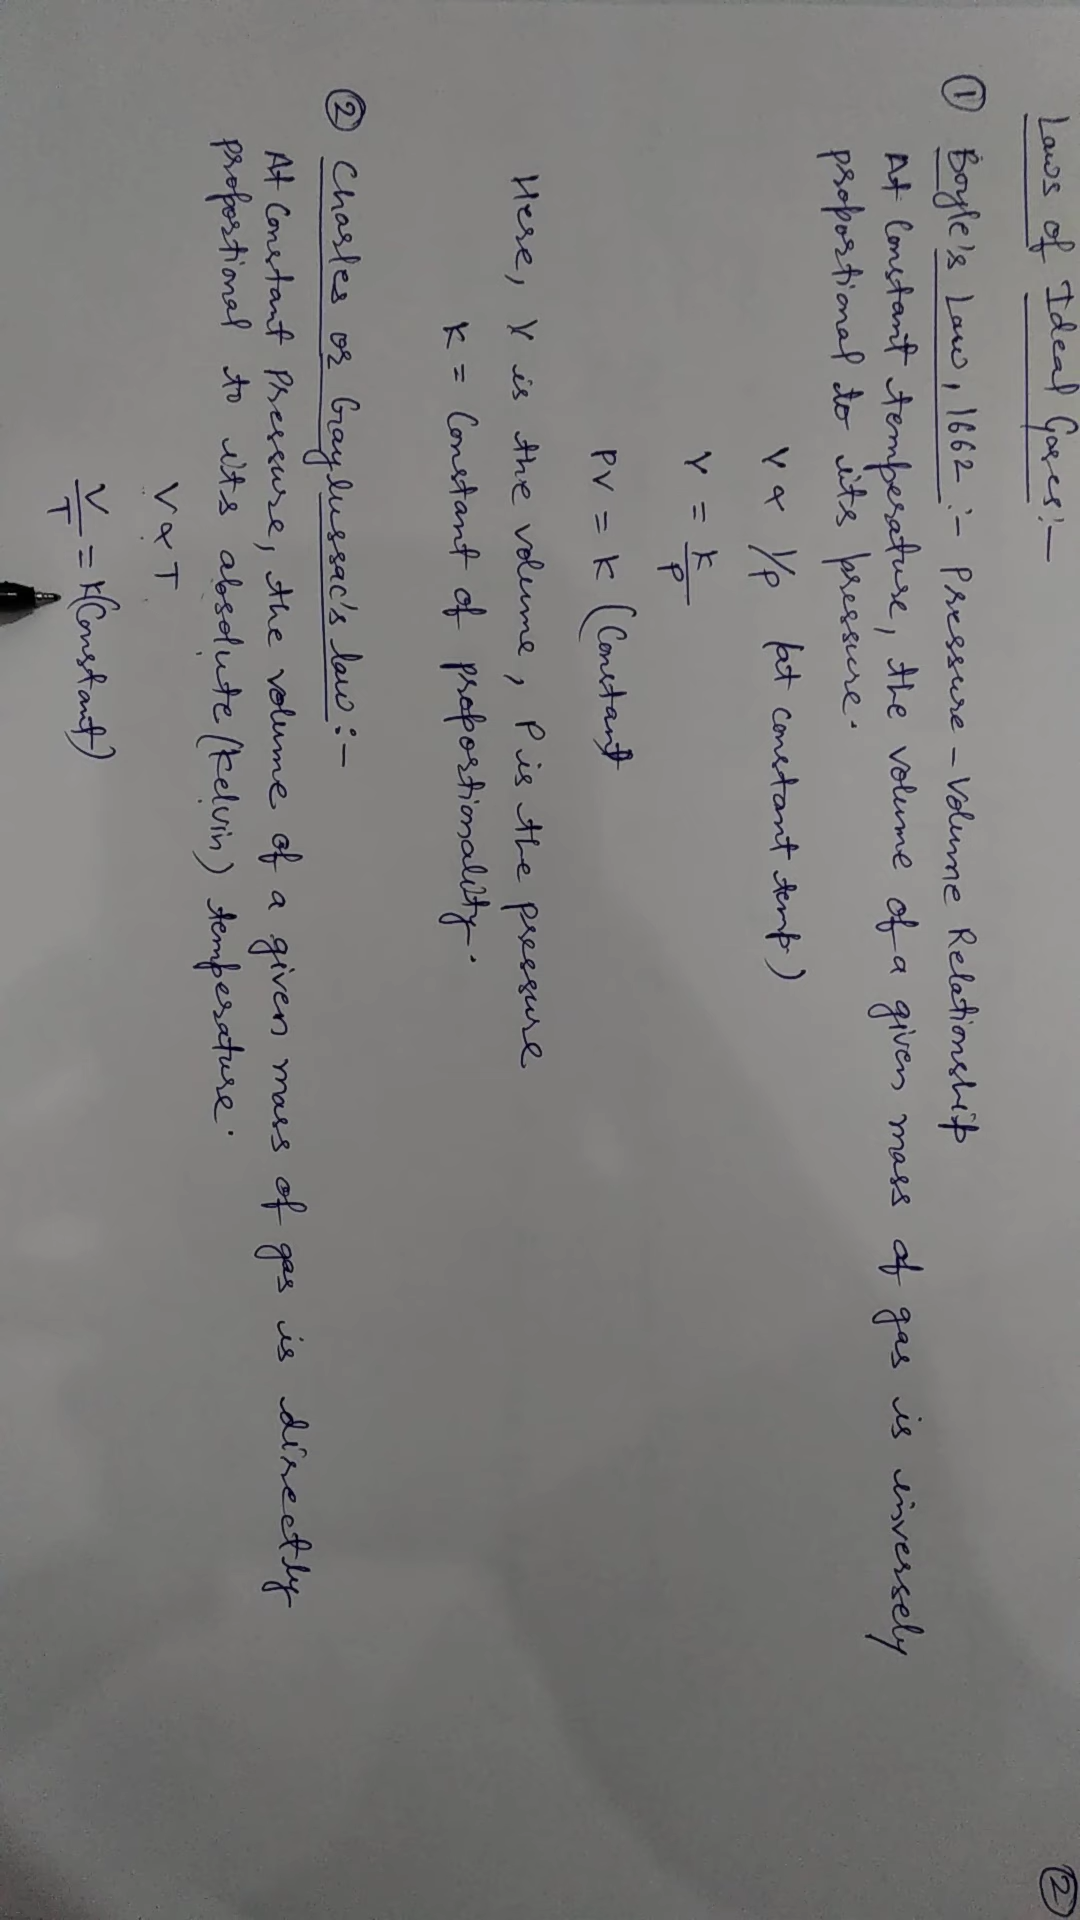 ②
Laws of Ideal Gases:-
① Boyle's Law, 1662:- Pressure-Volume Relationship
At Constant temperature, the volume of a given mass of gas is inversely
proportional to its pressure.
V ∝ 1/P (at constant temp)
V = K/P
PV = K (Constant
Here, V is the volume, P is the pressure
K = Constant of proportionality.
② Charles or Gaylussac's law:-
At Constant Pressure, the volume of a given mass of gas is directly
proportional to its absolute (Kelvin) temperature.
V ∝ T
V/T = K(Constant)